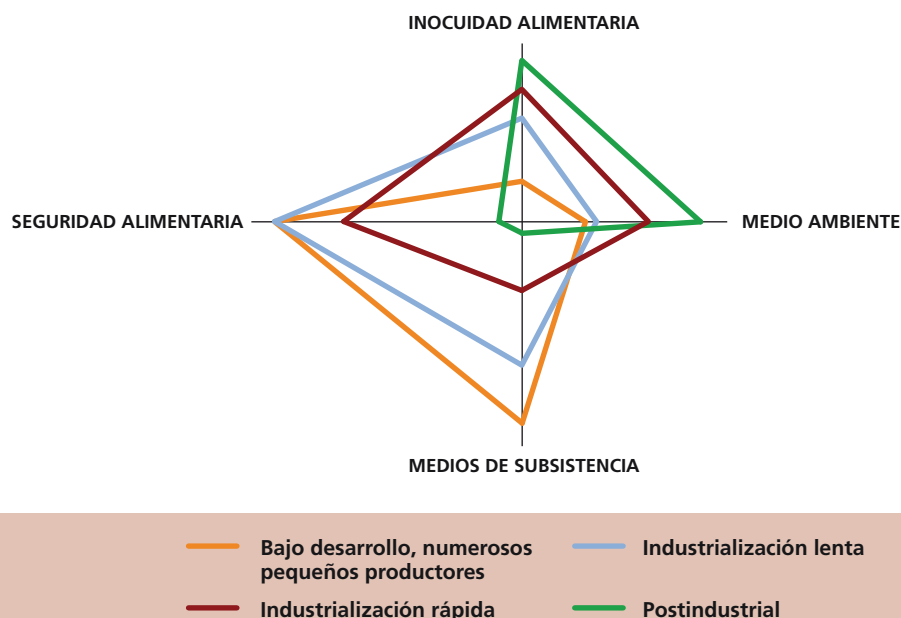 INOCUIDAD ALIMENTARIA
SEGURIDAD ALIMENTARIA
MEDIO AMBIENTE
MEDIOS DE SUBSISTENCIA
Bajo desarrollo, numerosos
pequeños productores
Industrialización lenta
Industrialización rápida
Postindustrial